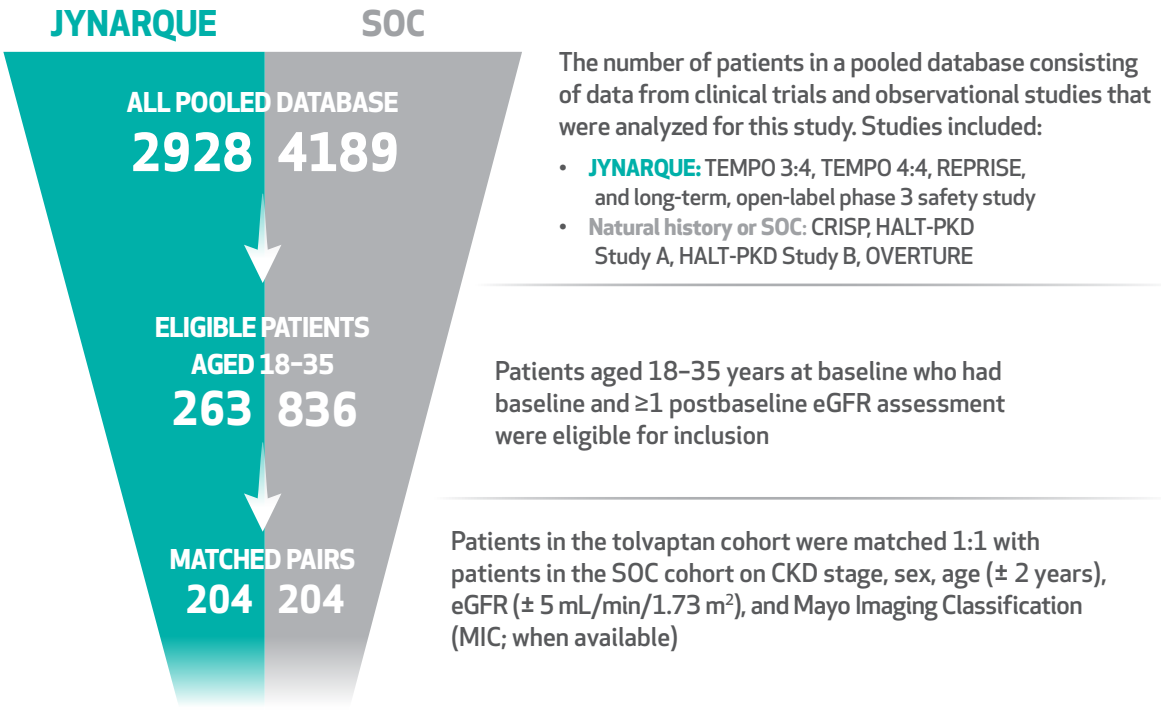 JYNARQUE SOC
ALL POOLED DATABASE
2928 4189
The number of patients in a pooled database consisting
of data from clinical trials and observational studies that
were analyzed for this study. Studies included:
• JYNARQUE: TEMPO 3:4, TEMPO 4:4, REPRISE,
and long-term, open-label phase 3 safety study
• Natural history or SOC: CRISP, HALT-PKD
Study A, HALT-PKD Study B, OVERTURE
ELIGIBLE PATIENTS
AGED 18–35
263 836
Patients aged 18–35 years at baseline who had
baseline and ≥1 postbaseline eGFR assessment
were eligible for inclusion
MATCHED PAIRS
204 204
Patients in the tolvaptan cohort were matched 1:1 with
patients in the SOC cohort on CKD stage, sex, age (± 2 years),
eGFR (± 5 mL/min/1.73 m²), and Mayo Imaging Classification
(MIC; when available)